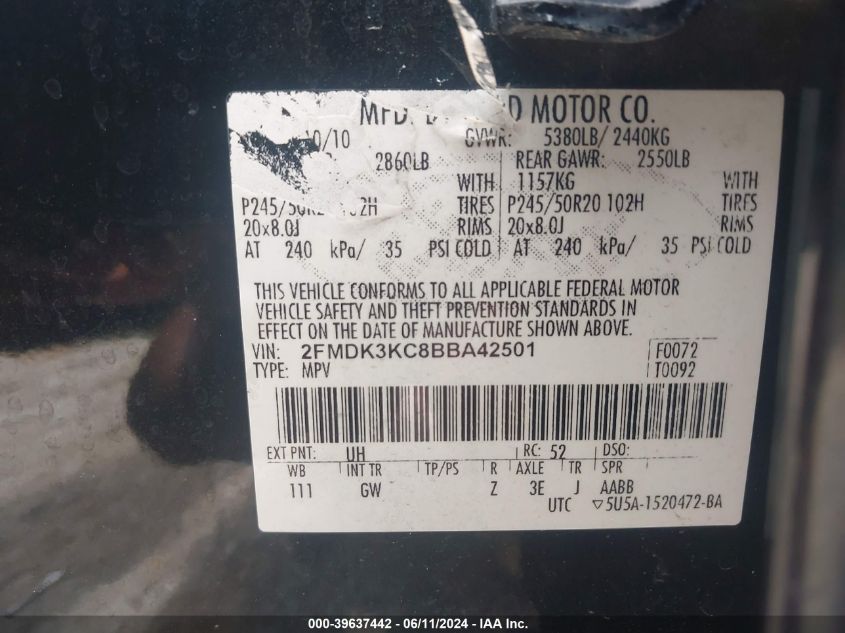 MFD. MOTOR CO.
10/10 GVWR: 5380LB/ 2440KG
2860LB REAR GAWR: 2550LB
WITH 1157KG WITH
P245/50R2 102H TIRES P245/50R20 102H TIRES
20x8.0J RIMS 20x8.0J RIMS
AT 240 kPa/ 35 PSI COLD AT 240 kPa/ 35 PSI COLD
THIS VEHICLE CONFORMS TO ALL APPLICABLE FEDERAL MOTOR
VEHICLE SAFETY AND THEFT PREVENTION STANDARDS IN
EFFECT ON THE DATE OF MANUFACTURE SHOWN ABOVE.
VIN: 2FMDK3KC8BBA42501 F0072
TYPE: MPV T0092
EXT PNT: UH RC: 52 DSO:
WB INT TR TP/PS R AXLE TR SPR
111 GW Z 3E J AABB
UTC ▽5U5A-1520472-BA
000-39637442 - 06/11/2024 - IAA Inc.